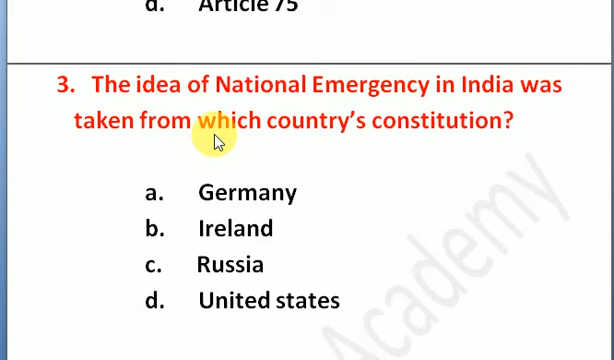 d. Article 75
3. The idea of National Emergency in India was
taken from which country's constitution?
a. Germany
b. Ireland
c. Russia
d. United states
Academy